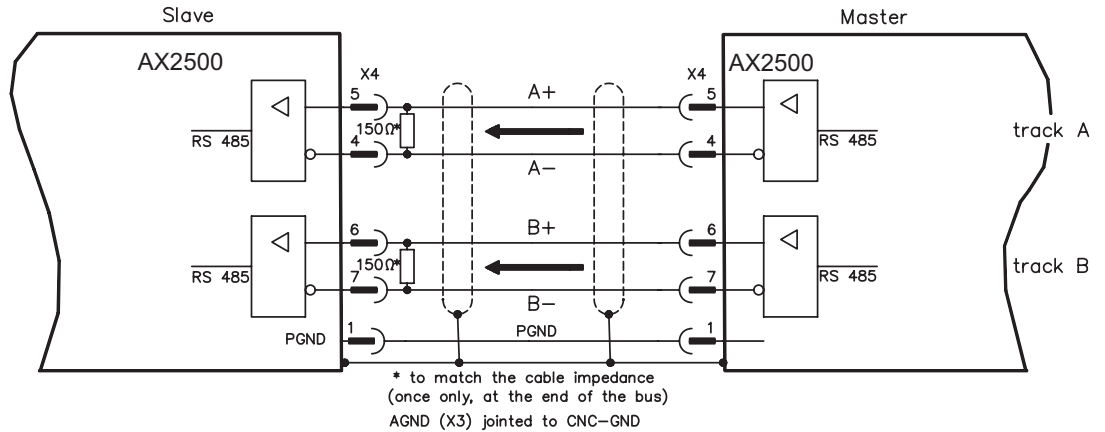 Slave
Master
AX2500
X4
X4
AX2500
5
A+
5
150Ω*
track A
RS 485
RS 485
4
4
A-
6
B+
6
150Ω*
track B
RS 485
RS 485
7
7
B-
PGND
1
PGND
1
* to match the cable impedance
(once only, at the end of the bus)
AGND (X3) jointed to CNC-GND